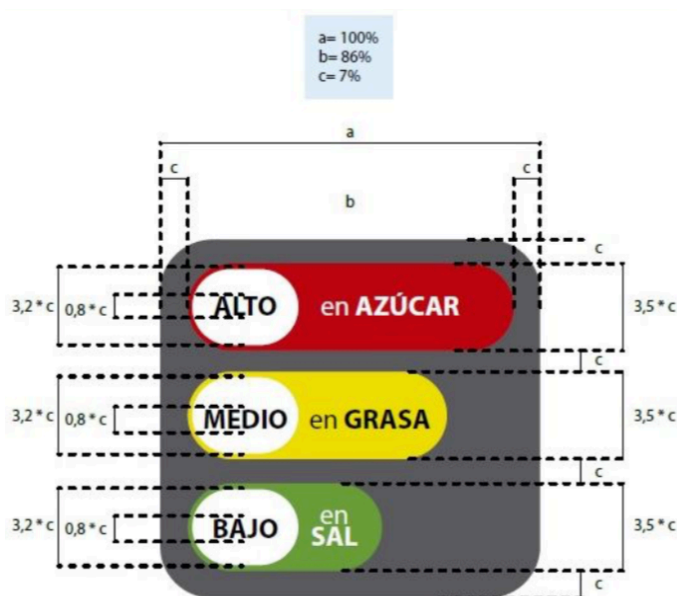 a= 100%
b= 86%
c= 7%
a
c
c
b
c
3,2 * c
0,8 * c
ALTO en AZÚCAR
3,5 * c
c
3,2 * c
0,8 * c
MEDIO en GRASA
3,5 * c
c
3,2 * c
0,8 * c
BAJO
en
SAL
3,5 * c
c